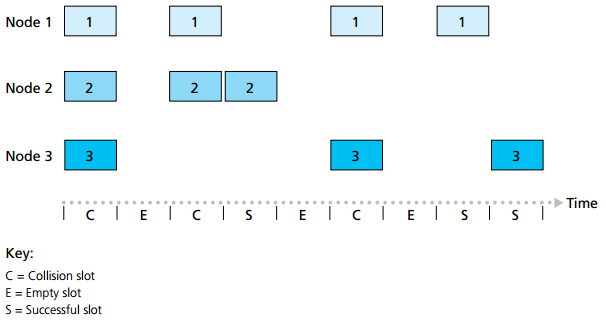 Node 1 1 1 1 1
Node 2 2 2 2
Node 3 3 3 3
Time
C E C S E C E S S
Key:
C = Collision slot
E = Empty slot
S = Successful slot